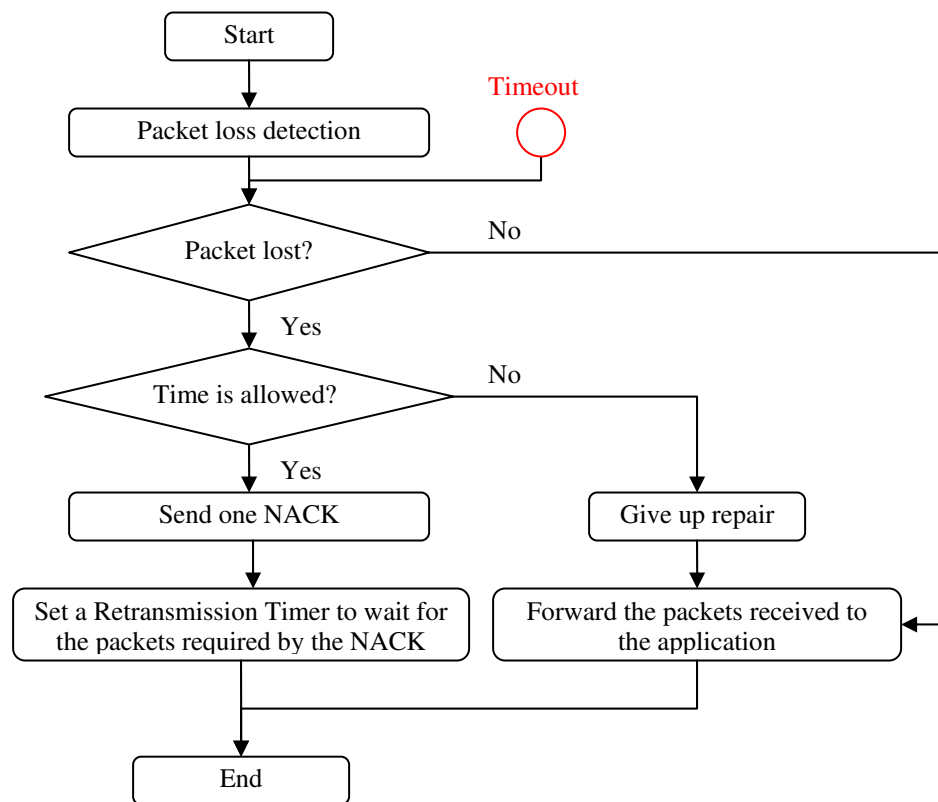 Start
Timeout
Packet loss detection
Packet lost?
No
Yes
Time is allowed?
No
Yes
Send one NACK
Give up repair
Set a Retransmission Timer to wait for
the packets required by the NACK
Forward the packets received to
the application
End